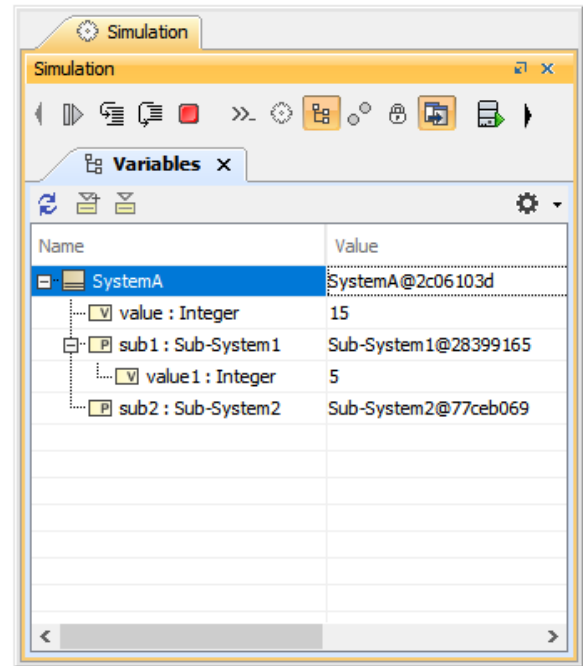 Simulation
Simulation
Variables X
Name Value
SystemA SystemA@2c06103d
V value : Integer 15
P sub1 : Sub-System1 Sub-System1@28399165
V value1 : Integer 5
P sub2 : Sub-System2 Sub-System2@77ceb069